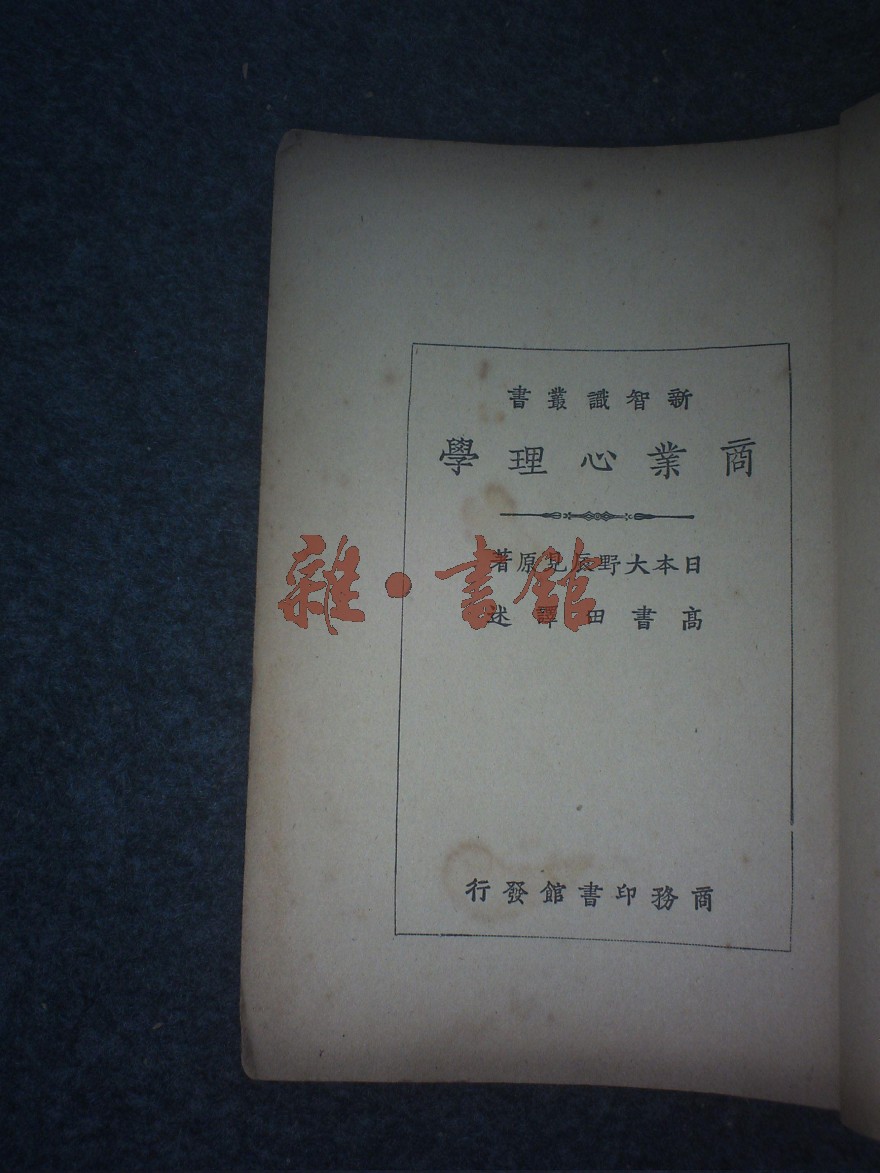 新智識叢書
商業心理學
日本大野辰見原著
高書田譯述
商務印書館發行
雜·書館